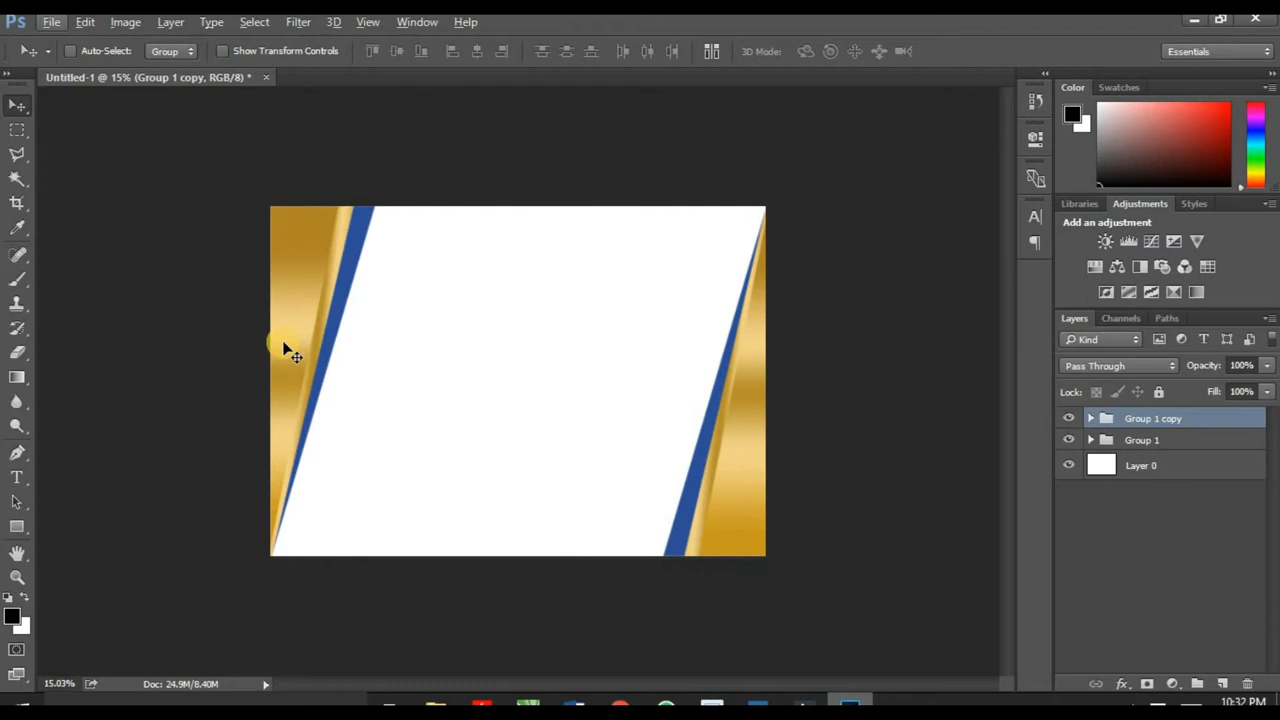 Ps File Edit Image Layer Type Select Filter 3D View Window Help
Auto-Select: Group Show Transform Controls 3D Mode: Essentials
Untitled-1 @ 15% (Group 1 copy, RGB/8) * ×
Color Swatches
Libraries Adjustments Styles
Add an adjustment
Layers Channels Paths
Kind
Pass Through Opacity: 100%
Lock: Fill: 100%
Group 1 copy
Group 1
Layer 0
15.03% Doc: 24.9M/8.40M
10:32 PM